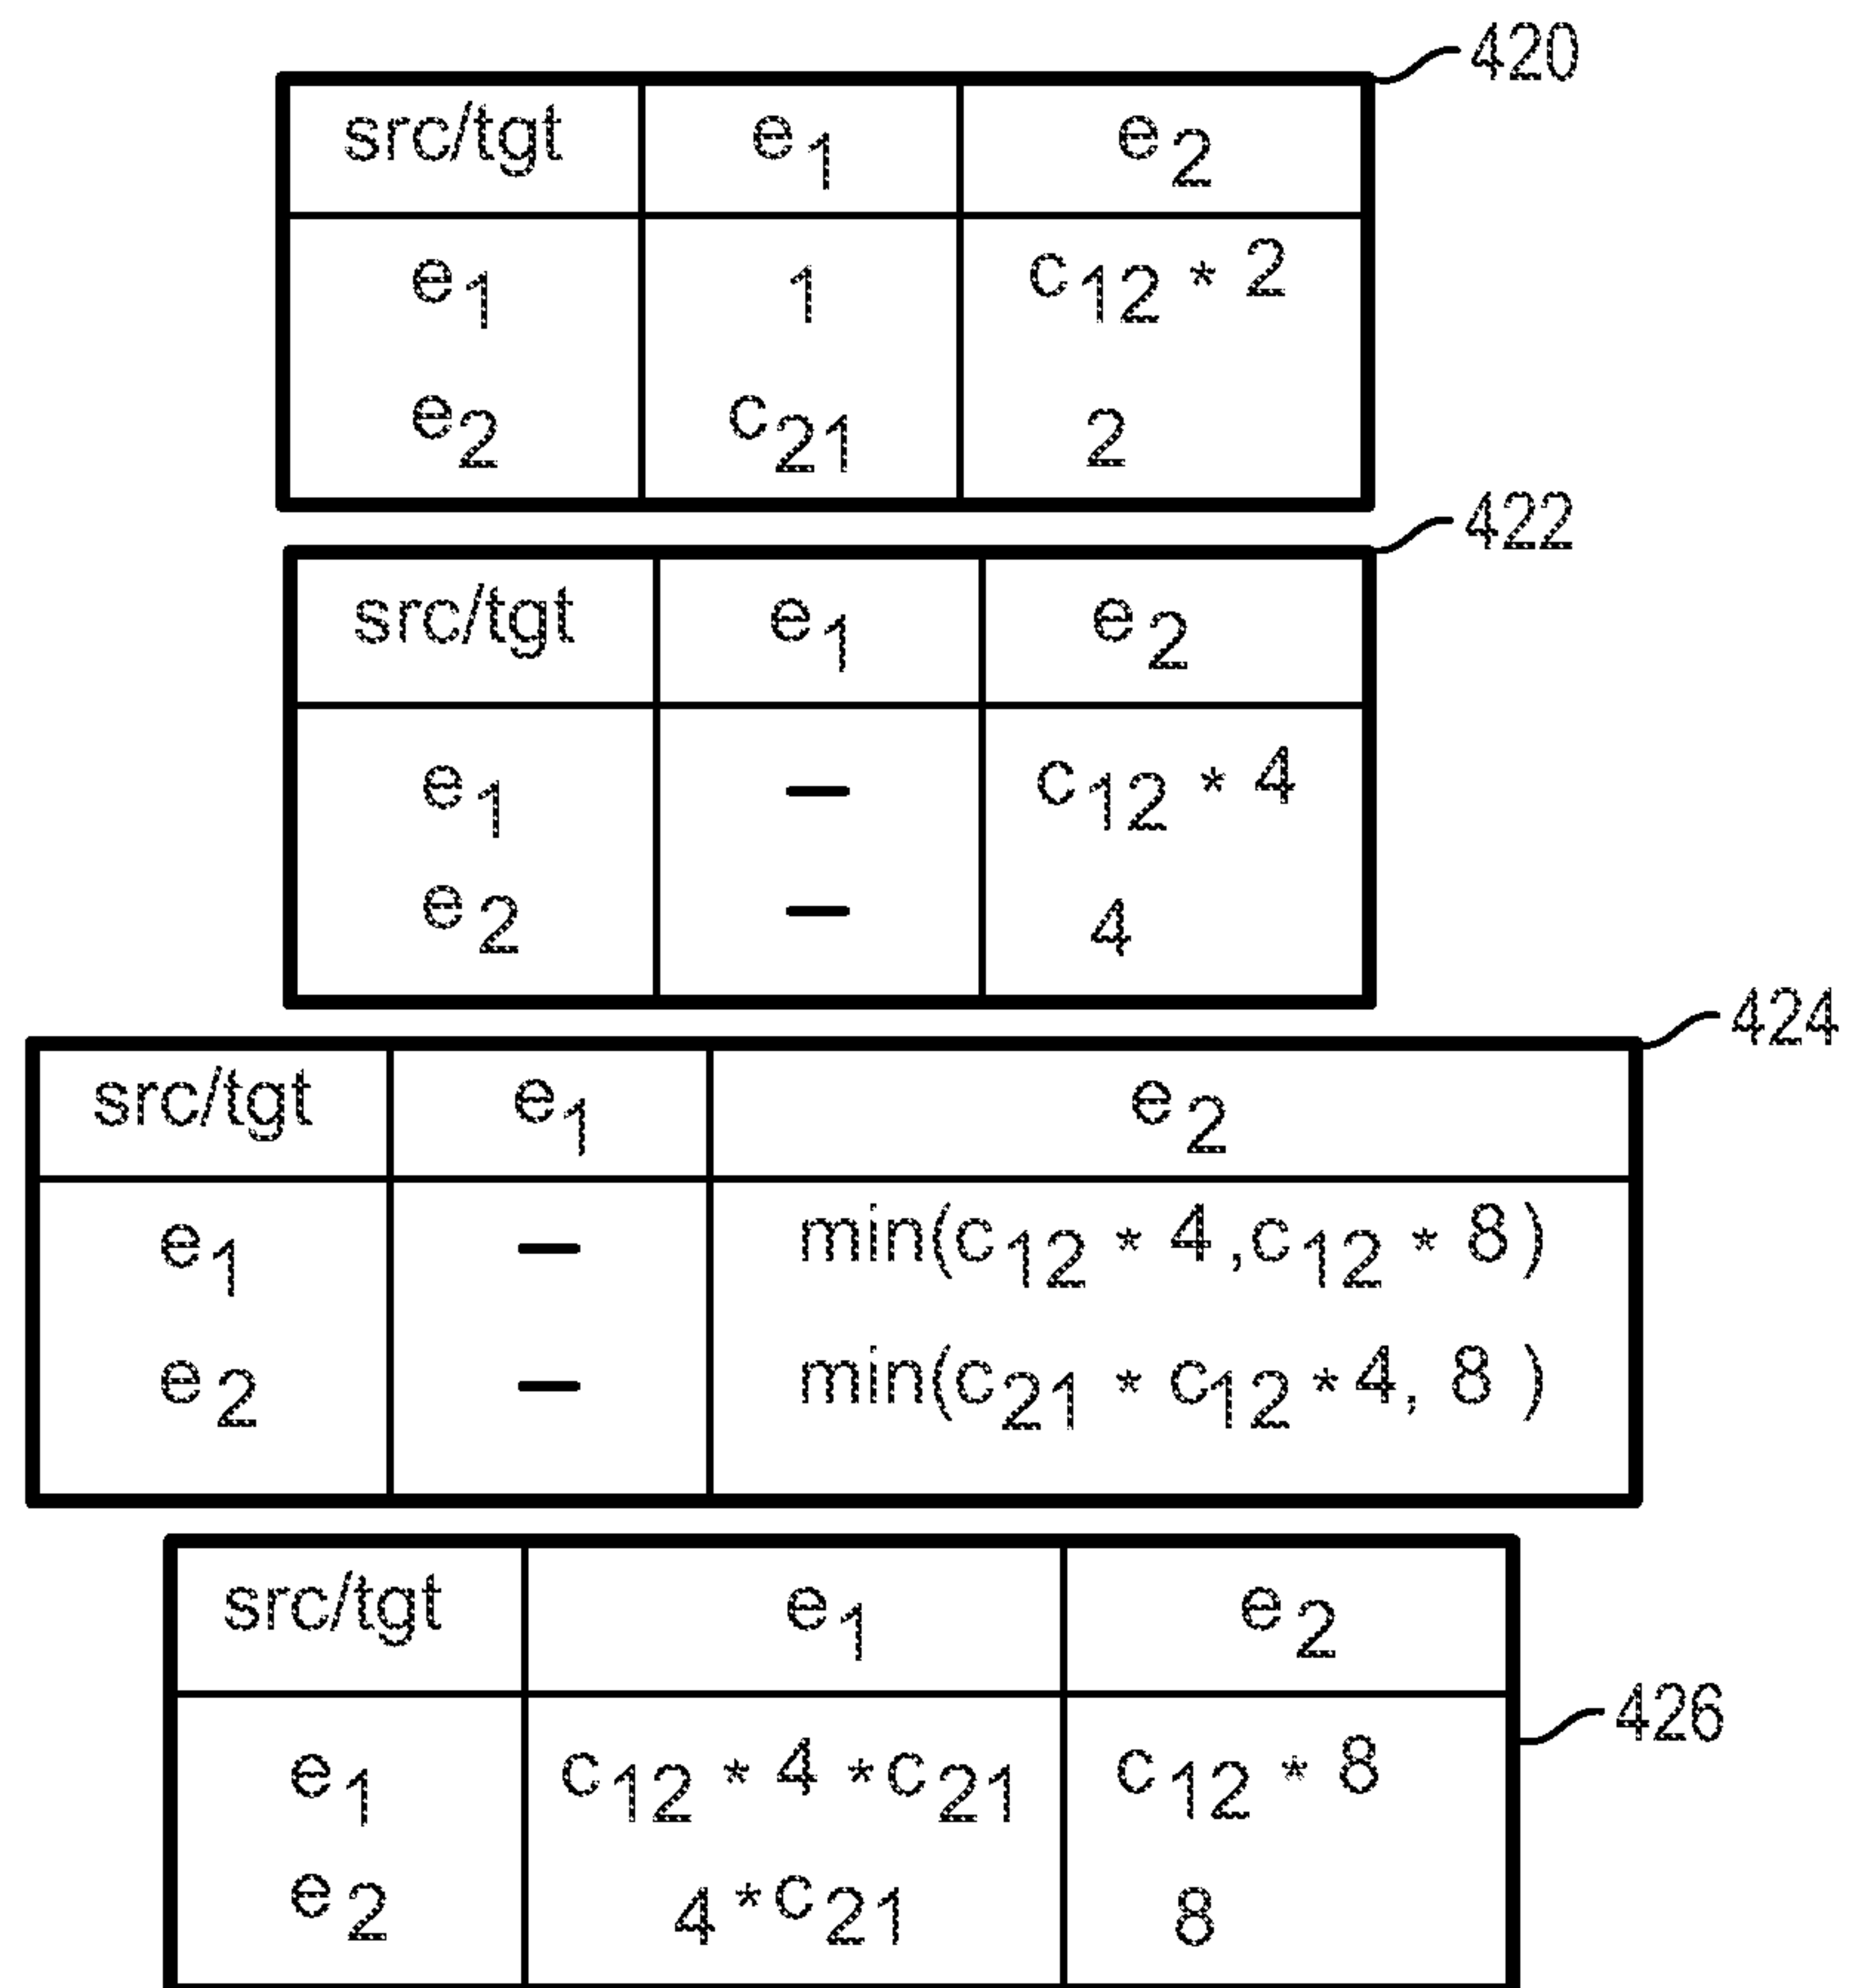 420
src/tgt e1 e2
e1 1 c12 * 2
e2 c21 2
422
src/tgt e1 e2
e1 – c12 * 4
e2 – 4
424
src/tgt e1 e2
e1 – min(c12 * 4 ,c12 * 8 )
e2 – min(c21 * c12 * 4, 8 )
src/tgt e1 e2
426
e1 c12 * 4 * c21 c12 * 8
e2 4 * c21 8